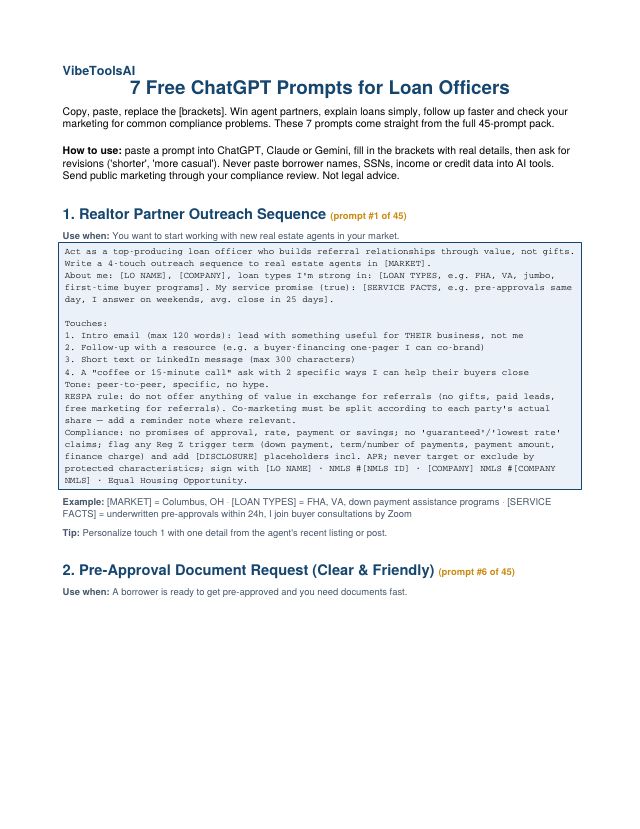 VibeToolsAI
7 Free ChatGPT Prompts for Loan Officers
Copy, paste, replace the [brackets]. Win agent partners, explain loans simply, follow up faster and check your
marketing for common compliance problems. These 7 prompts come straight from the full 45-prompt pack.
How to use: paste a prompt into ChatGPT, Claude or Gemini, fill in the brackets with real details, then ask for
revisions ('shorter', 'more casual'). Never paste borrower names, SSNs, income or credit data into AI tools.
Send public marketing through your compliance review. Not legal advice.
1. Realtor Partner Outreach Sequence (prompt #1 of 45)
Use when: You want to start working with new real estate agents in your market.
Act as a top-producing loan officer who builds referral relationships through value, not gifts.
Write a 4-touch outreach sequence to real estate agents in [MARKET].
About me: [LO NAME], [COMPANY], loan types I'm strong in: [LOAN TYPES, e.g. FHA, VA, jumbo,
first-time buyer programs]. My service promise (true): [SERVICE FACTS, e.g. pre-approvals same
day, I answer on weekends, avg. close in 25 days].
Touches:
1. Intro email (max 120 words): lead with something useful for THEIR business, not me
2. Follow-up with a resource (e.g. a buyer-financing one-pager I can co-brand)
3. Short text or LinkedIn message (max 300 characters)
4. A "coffee or 15-minute call" ask with 2 specific ways I can help their buyers close
Tone: peer-to-peer, specific, no hype.
RESPA rule: do not offer anything of value in exchange for referrals (no gifts, paid leads,
free marketing for referrals). Co-marketing must be split according to each party's actual
share — add a reminder note where relevant.
Compliance: no promises of approval, rate, payment or savings; no 'guaranteed'/'lowest rate'
claims; flag any Reg Z trigger term (down payment, term/number of payments, payment amount,
finance charge) and add [DISCLOSURE] placeholders incl. APR; never target or exclude by
protected characteristics; sign with [LO NAME] · NMLS #[NMLS ID] · [COMPANY] NMLS #[COMPANY
NMLS] · Equal Housing Opportunity.
Example: [MARKET] = Columbus, OH · [LOAN TYPES] = FHA, VA, down payment assistance programs · [SERVICE
FACTS] = underwritten pre-approvals within 24h, I join buyer consultations by Zoom
Tip: Personalize touch 1 with one detail from the agent's recent listing or post.
2. Pre-Approval Document Request (Clear & Friendly) (prompt #6 of 45)
Use when: A borrower is ready to get pre-approved and you need documents fast.